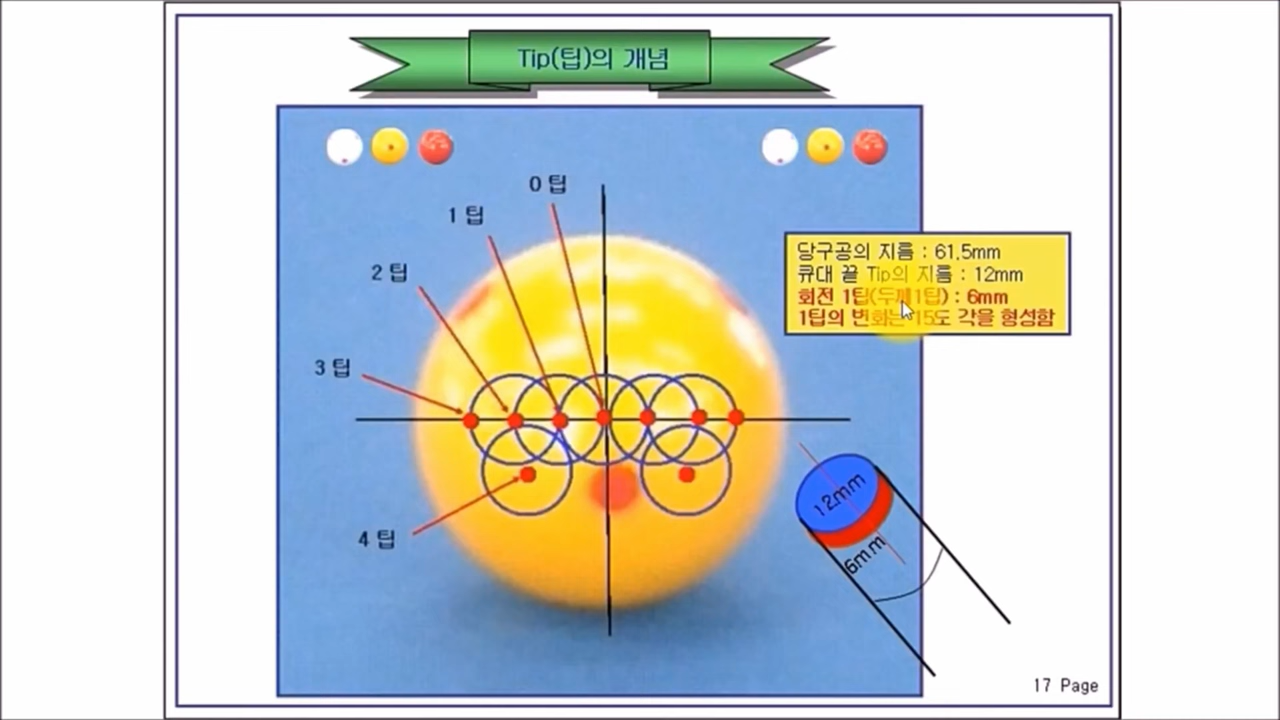 Tip(팁)의 개념
0 팁
1 팁
2 팁
3 팁
4 팁
당구공의 지름 : 61.5mm
큐대 끝 Tip의 지름 : 12mm
회전 1팁(두께1팁) : 6mm
1팁의 변화는 15도 각을 형성함
12mm
6mm
17 Page